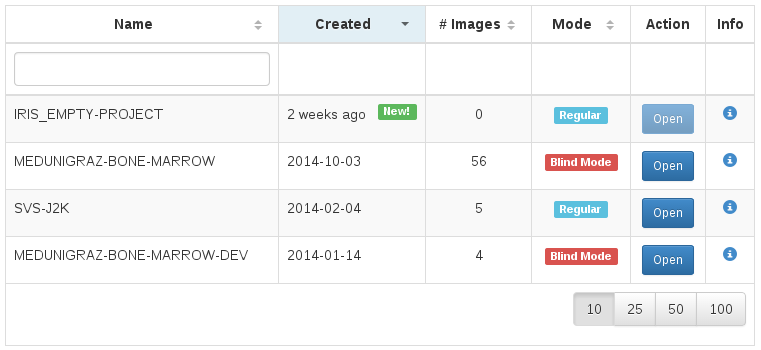 Name Created # Images Mode Action Info
IRIS_EMPTY-PROJECT 2 weeks ago New! 0 Regular Open
MEDUNIGRAZ-BONE-MARROW 2014-10-03 56 Blind Mode Open
SVS-J2K 2014-02-04 5 Regular Open
MEDUNIGRAZ-BONE-MARROW-DEV 2014-01-14 4 Blind Mode Open
10 25 50 100